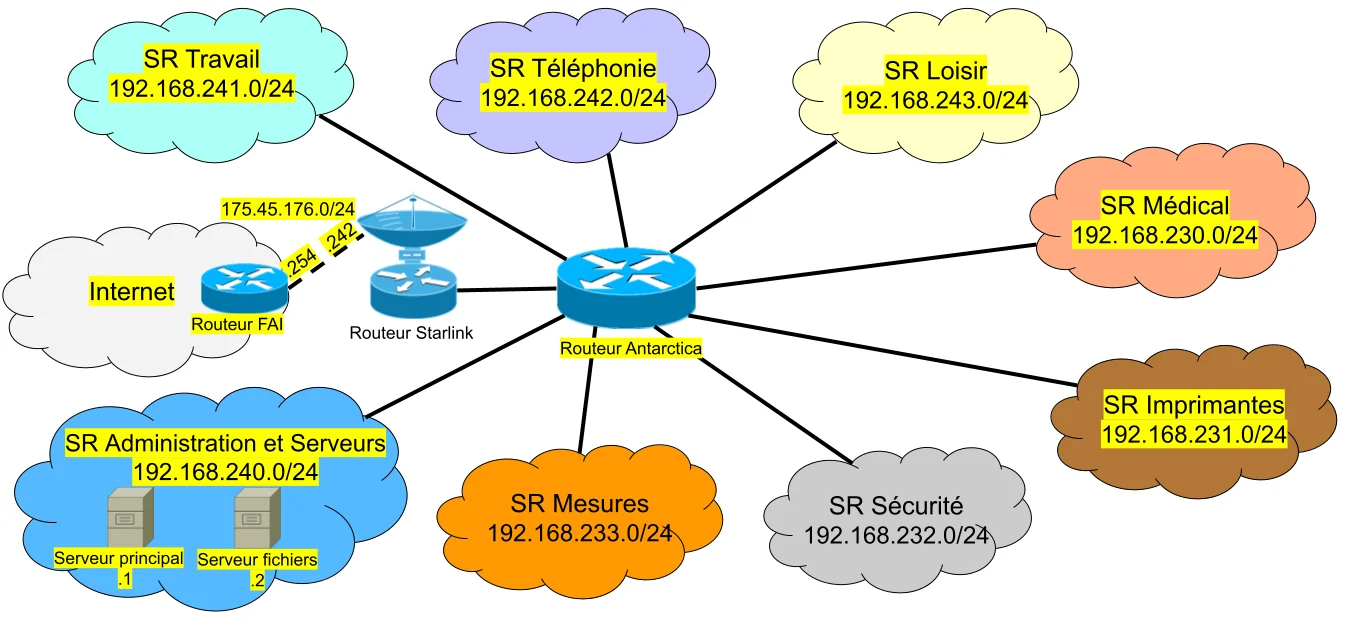 SR Travail
192.168.241.0/24
SR Téléphonie
192.168.242.0/24
SR Loisir
192.168.243.0/24
SR Médical
192.168.230.0/24
175.45.176.0/24
.242
.254
Internet
Routeur FAI
Routeur Starlink
Routeur Antarctica
SR Imprimantes
192.168.231.0/24
SR Administration et Serveurs
192.168.240.0/24
Serveur principal
.1
Serveur fichiers
.2
SR Mesures
192.168.233.0/24
SR Sécurité
192.168.232.0/24